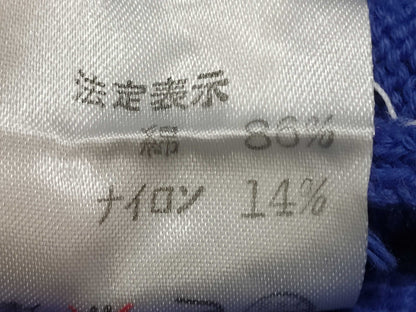 法定表示
綿 86%
ナイロン 14%